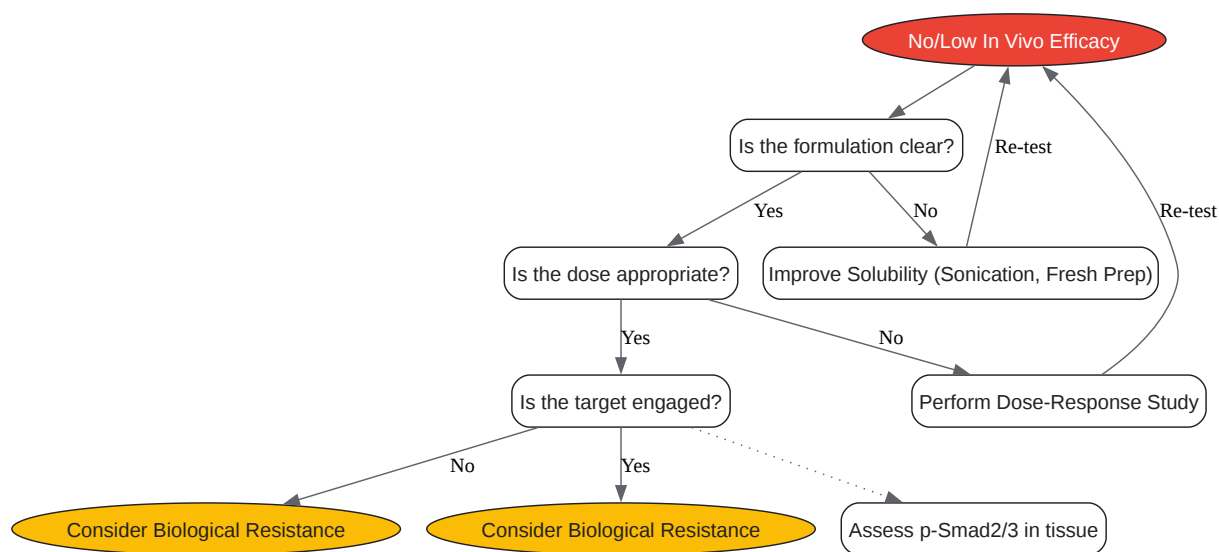 No/Low In Vivo Efficacy
Is the formulation clear?
Re-test
Yes
No
Re-test
Is the dose appropriate?
Improve Solubility (Sonication, Fresh Prep)
Yes
No
Is the target engaged?
Perform Dose-Response Study
No
Yes
Consider Biological Resistance
Consider Biological Resistance
Assess p-Smad2/3 in tissue